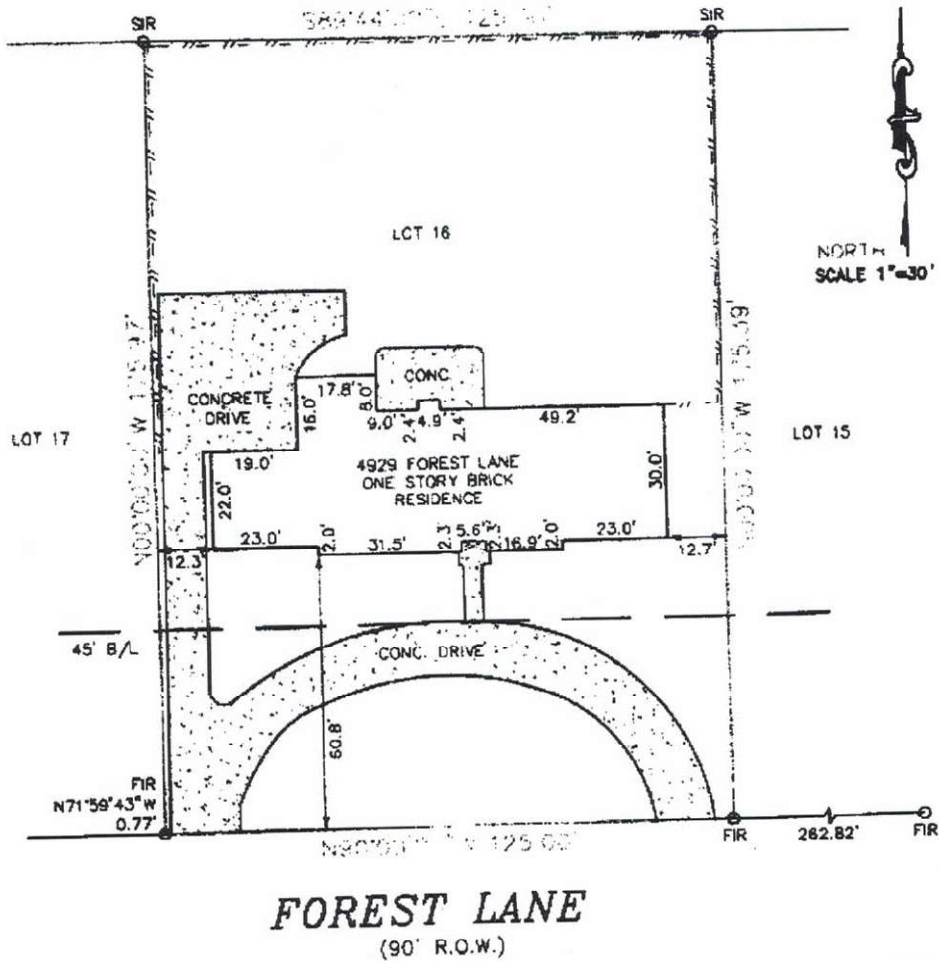 SIR
SIR
LOT 16
NORTH
SCALE 1"=30'
LOT 17
LOT 15
CONCRETE
DRIVE
CONC.
17.8'
8.0'
16.0'
9.0'
2.4'
4.9'
2.4'
49.2'
19.0'
4929 FOREST LANE
ONE STORY BRICK
RESIDENCE
22.0'
30.0'
23.0'
2.0'
31.5'
2.3'
5.6'
16.9'
2.0'
23.0'
12.3'
12.7'
45' B/L
CONC. DRIVE
60.8'
FIR
N71°59'43"W
0.77'
125.00'
FIR
262.82'
FIR
FOREST LANE
(90' R.O.W.)